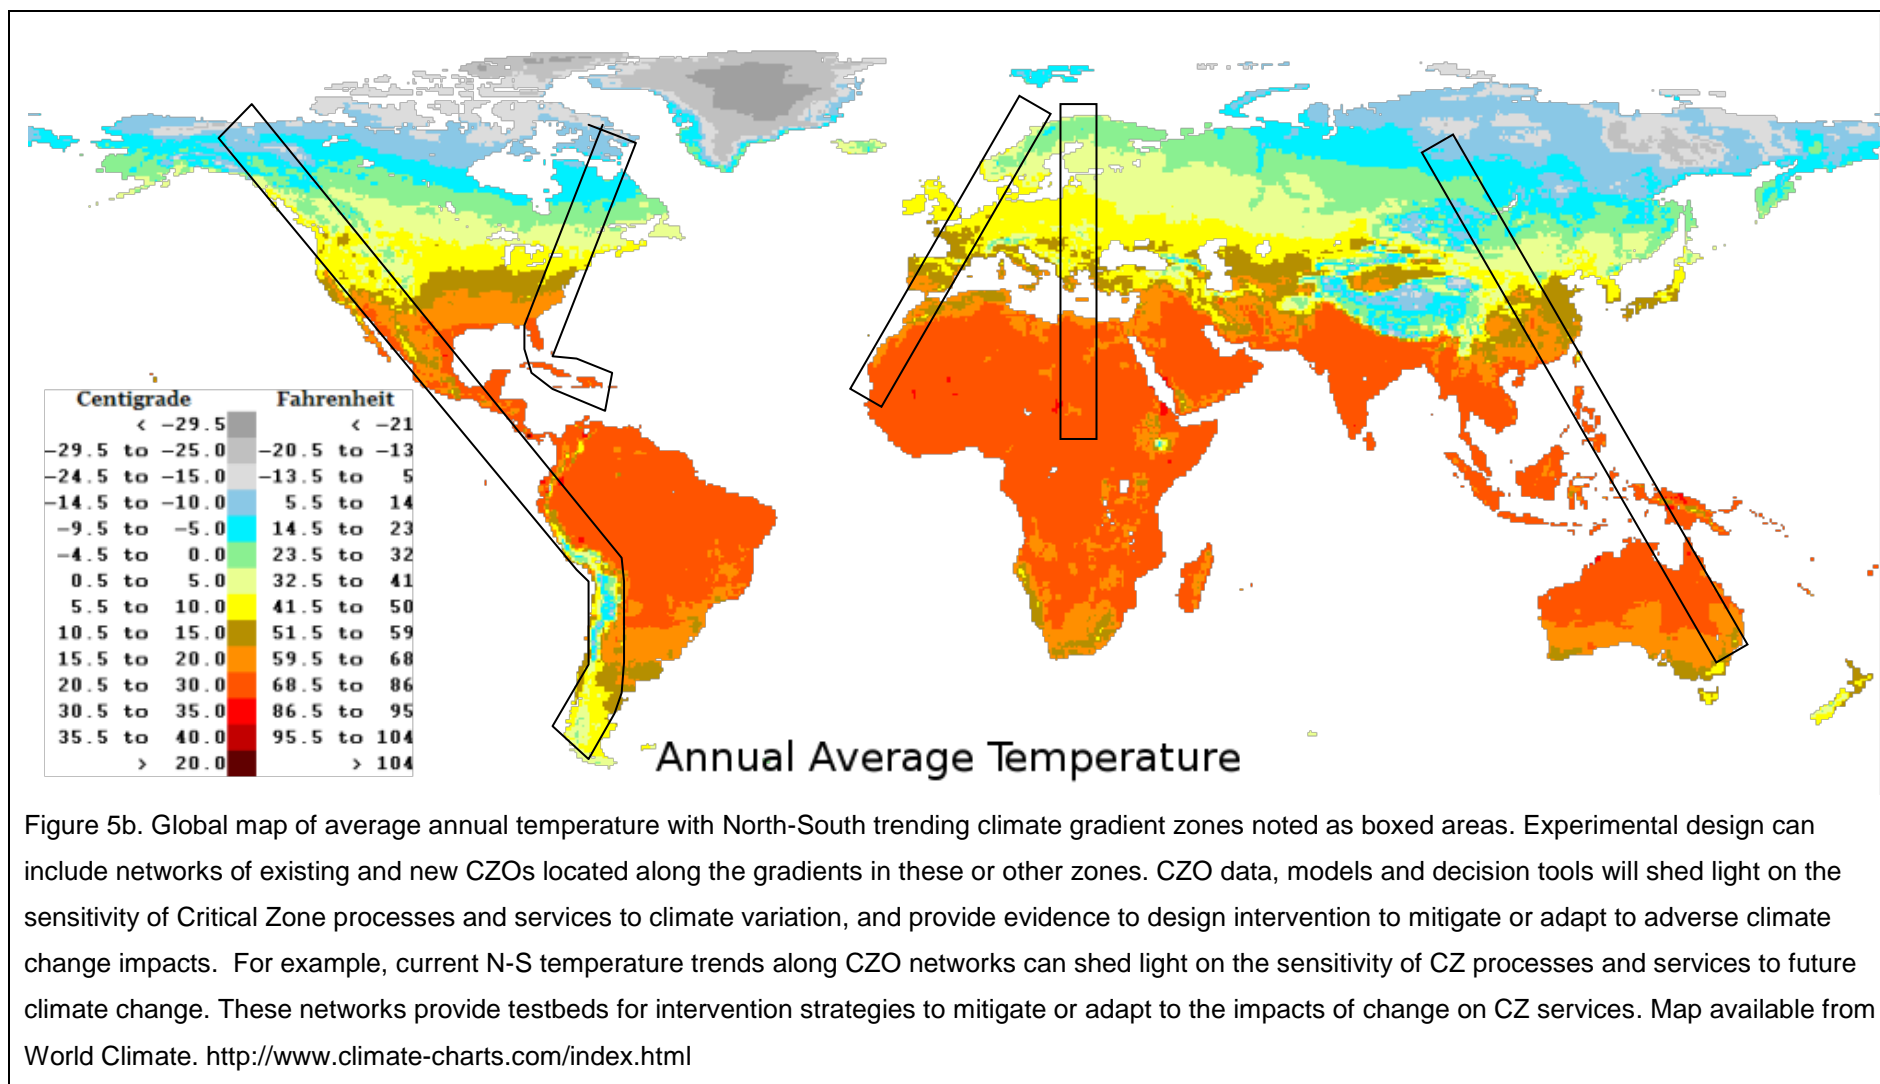 Centigrade Fahrenheit
< -29.5 < -21
-29.5 to -25.0 -20.5 to -13
-24.5 to -15.0 -13.5 to 5
-14.5 to -10.0 5.5 to 14
-9.5 to -5.0 14.5 to 23
-4.5 to 0.0 23.5 to 32
0.5 to 5.0 32.5 to 41
5.5 to 10.0 41.5 to 50
10.5 to 15.0 51.5 to 59
15.5 to 20.0 59.5 to 68
20.5 to 30.0 68.5 to 86
30.5 to 35.0 86.5 to 95
35.5 to 40.0 95.5 to 104
> 20.0 > 104
Annual Average Temperature
Figure 5b. Global map of average annual temperature with North-South trending climate gradient zones noted as boxed areas. Experimental design can
include networks of existing and new CZOs located along the gradients in these or other zones. CZO data, models and decision tools will shed light on the
sensitivity of Critical Zone processes and services to climate variation, and provide evidence to design intervention to mitigate or adapt to adverse climate
change impacts.  For example, current N-S temperature trends along CZO networks can shed light on the sensitivity of CZ processes and services to future
climate change. These networks provide testbeds for intervention strategies to mitigate or adapt to the impacts of change on CZ services. Map available from
World Climate. http://www.climate-charts.com/index.html